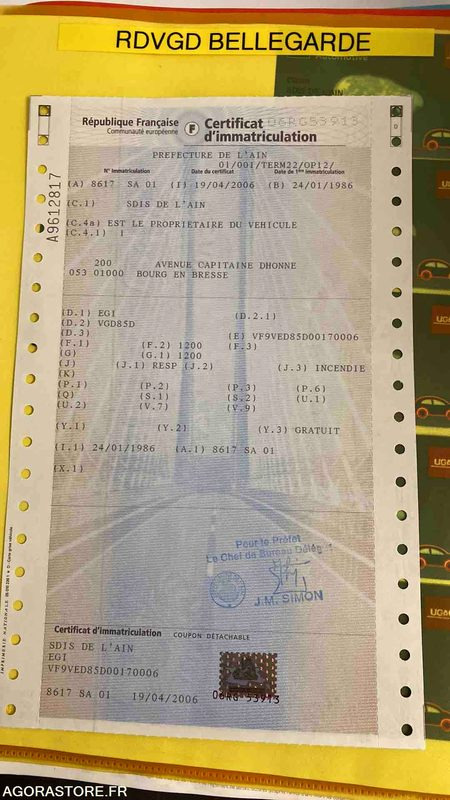 RDVGD BELLEGARDE
République Française
Communauté européenne
F
Certificat d'immatriculation
06RG53913
PREFECTURE DE L'AIN
01/001/TERM22/OP12/
N° Immatriculation Date du certificat Date de 1ère immatriculation
(A) 8617 SA 01 (I) 19/04/2006 (B) 24/01/1986
(C.1) SDIS DE L'AIN
(C.4a) EST LE PROPRIETAIRE DU VEHICULE
(C.4.1) 1
200 AVENUE CAPITAINE DHONNE
053 01000 BOURG EN BRESSE
(D.1) EGI (D.2.1)
(D.2) VGD85D
(D.3) (E) VF9VED85D00170006
(F.1) (F.2) 1200 (F.3)
(G) (G.1) 1200
(J) (J.1) RESP (J.2) (J.3) INCENDIE
(K)
(P.1) (P.2) (P.3) (P.6)
(Q) (S.1) (S.2) (U.1)
(U.2) (V.7) (V.9)
(Y.1) (Y.2) (Y.3) GRATUIT
(I.1) 24/01/1986 (A.1) 8617 SA 01
(X.1)
Pour le Préfet
Le Chef de Bureau Délégué
J.M. SIMON
Certificat d'immatriculation COUPON DÉTACHABLE
SDIS DE L'AIN
EGI
VF9VED85D00170006
8617 SA 01 19/04/2006 06RG 53913
A9612817
IMPRIMERIE NATIONALE
AGORASTORE.FR